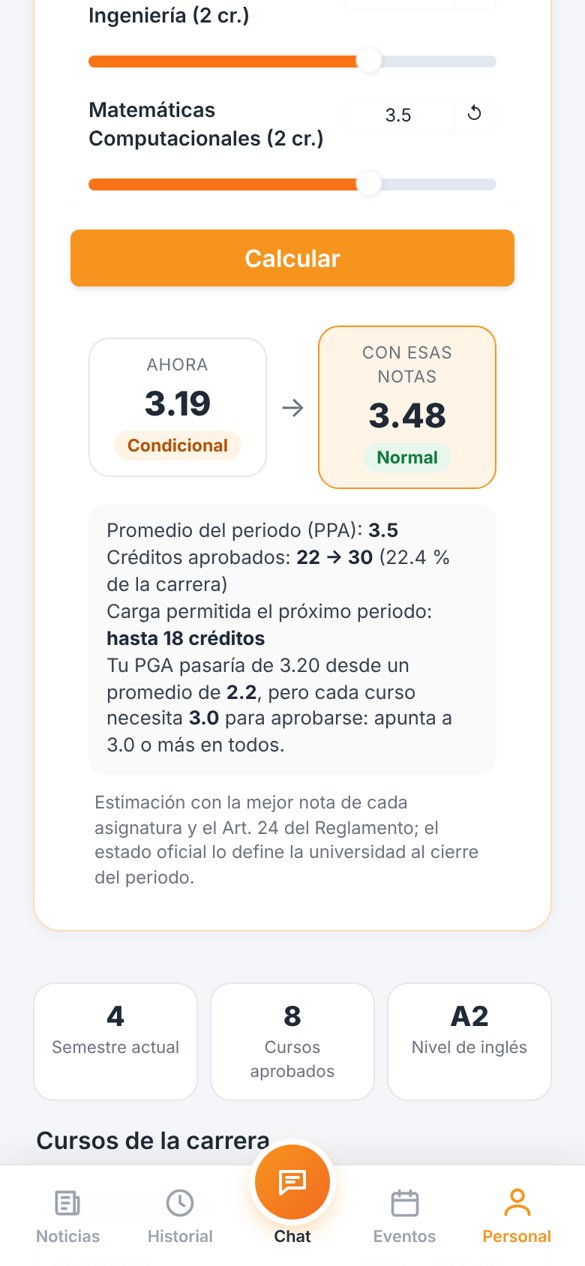 Ingeniería (2 cr.)
Matemáticas
Computacionales (2 cr.)
3.5
Calcular
AHORA
3.19
Condicional
→
CON ESAS
NOTAS
3.48
Normal
Promedio del periodo (PPA): 3.5
Créditos aprobados: 22 → 30 (22.4 %
de la carrera)
Carga permitida el próximo periodo:
hasta 18 créditos
Tu PGA pasaría de 3.20 desde un
promedio de 2.2, pero cada curso
necesita 3.0 para aprobarse: apunta a
3.0 o más en todos.
Estimación con la mejor nota de cada
asignatura y el Art. 24 del Reglamento; el
estado oficial lo define la universidad al cierre
del periodo.
4
Semestre actual
8
Cursos
aprobados
A2
Nivel de inglés
Cursos de la carrera
Noticias
Historial
Chat
Eventos
Personal